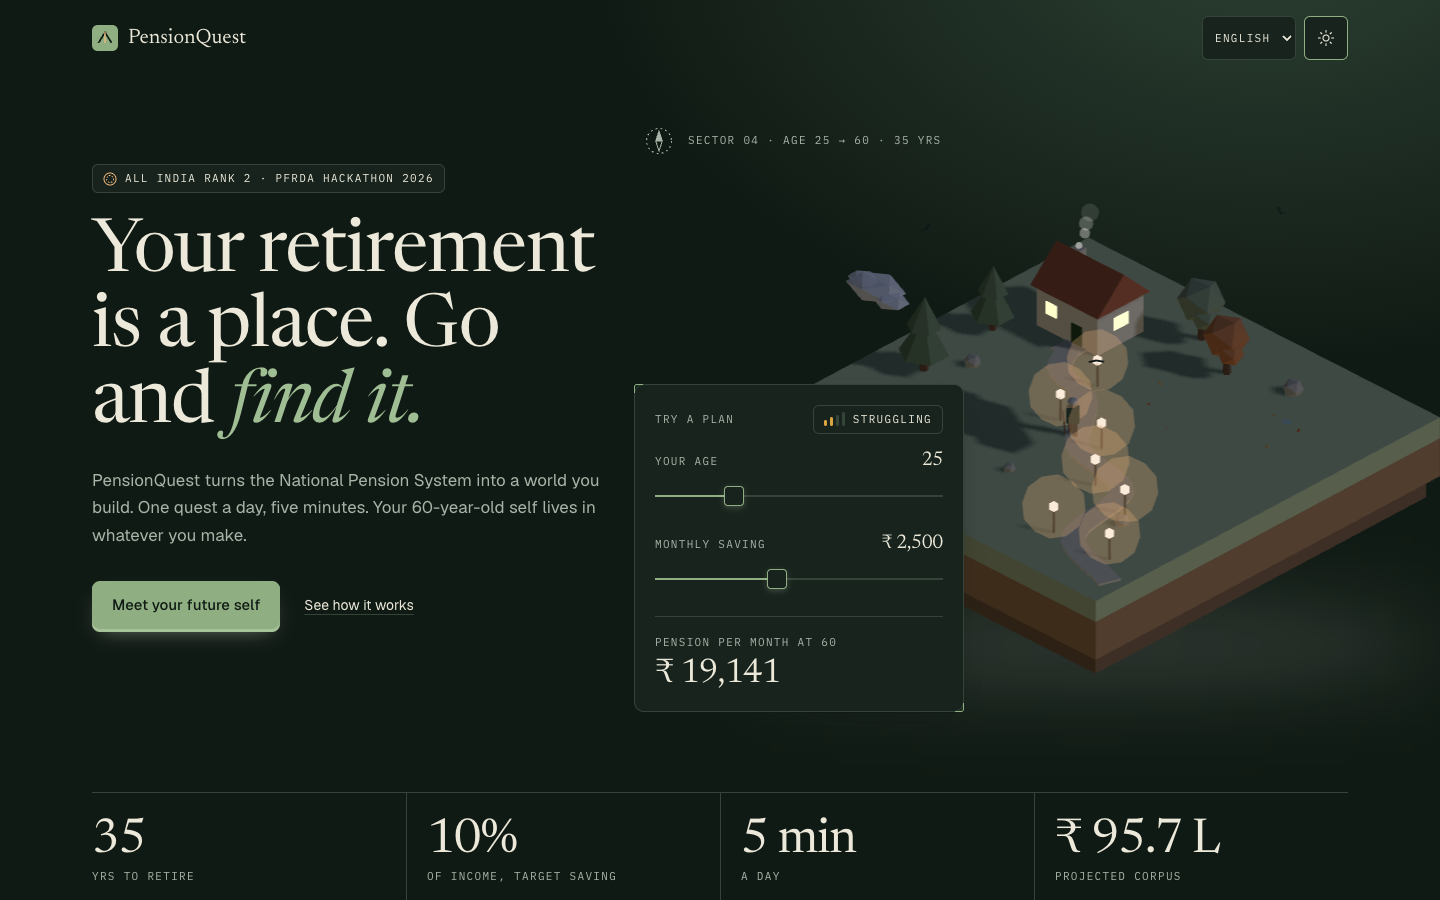 PensionQuest
ENGLISH
SECTOR 04 · AGE 25 → 60 · 35 YRS
ALL INDIA RANK 2 · PFRDA HACKATHON 2026
Your retirement
is a place. Go
and find it.
PensionQuest turns the National Pension System into a world you
build. One quest a day, five minutes. Your 60-year-old self lives in
whatever you make.
Meet your future self
See how it works
TRY A PLAN
STRUGGLING
YOUR AGE
25
MONTHLY SAVING
₹ 2,500
PENSION PER MONTH AT 60
₹ 19,141
35
YRS TO RETIRE
10%
OF INCOME, TARGET SAVING
5 min
A DAY
₹ 95.7 L
PROJECTED CORPUS